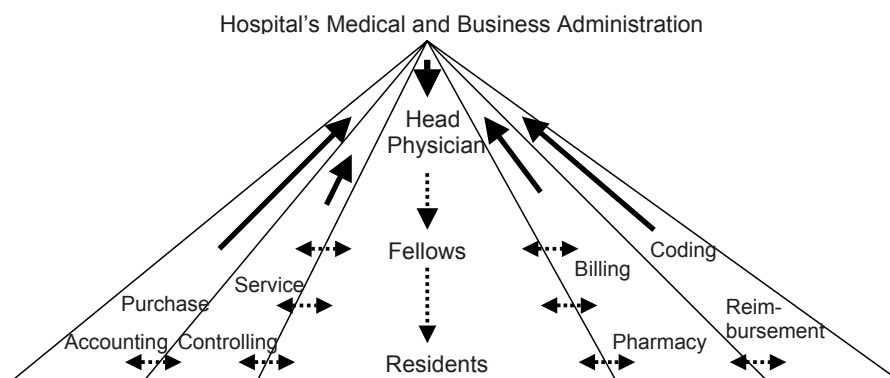 Hospital’s Medical and Business Administration
Head
Physician
Fellows
Coding
Billing
Service
Purchase
Reim-
bursement
Accounting
Controlling
Pharmacy
Residents